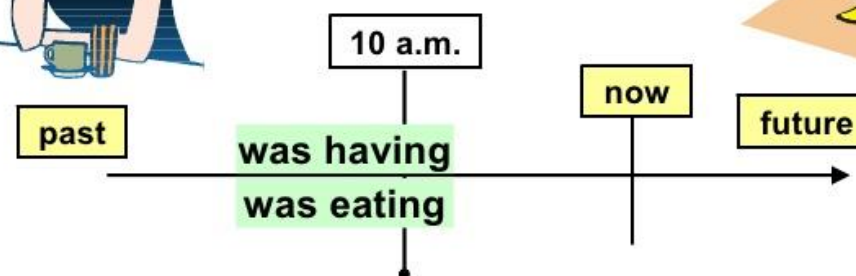 10 a.m.
now
past
future
was having
was eating